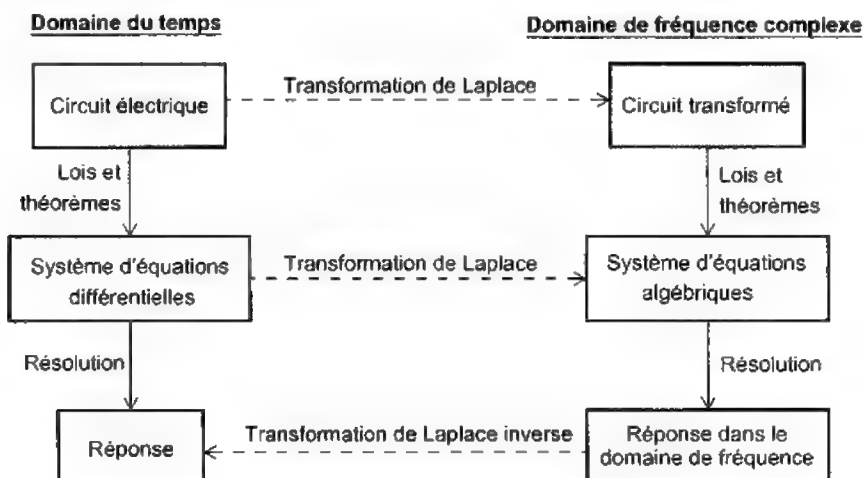 Domaine du temps
Domaine de fréquence complexe
Circuit électrique
Transformation de Laplace
Circuit transformé
Lois et
théorèmes
Lois et
théorèmes
Système d'équations
différentielles
Transformation de Laplace
Système d'équations
algébriques
Résolution
Résolution
Réponse
Transformation de Laplace inverse
Réponse dans le
domaine de fréquence